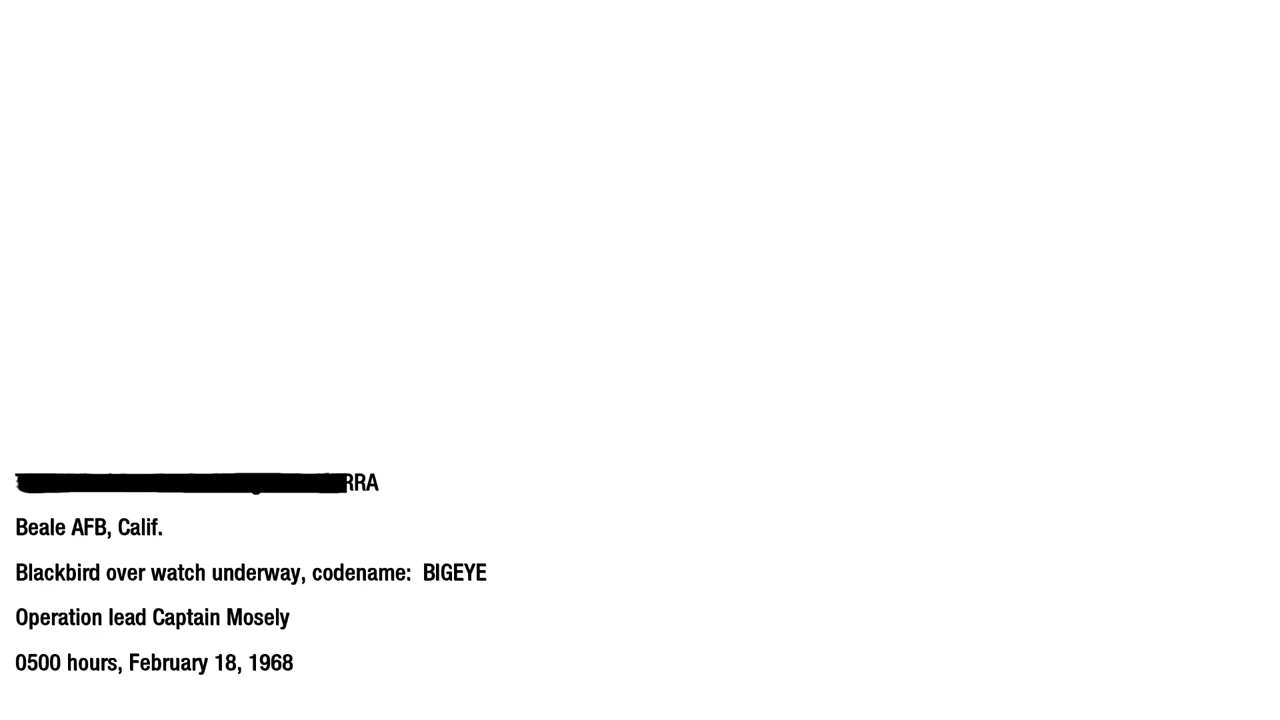 RRA
Beale AFB, Calif.
Blackbird over watch underway, codename: BIGEYE
Operation lead Captain Mosely
0500 hours, February 18, 1968